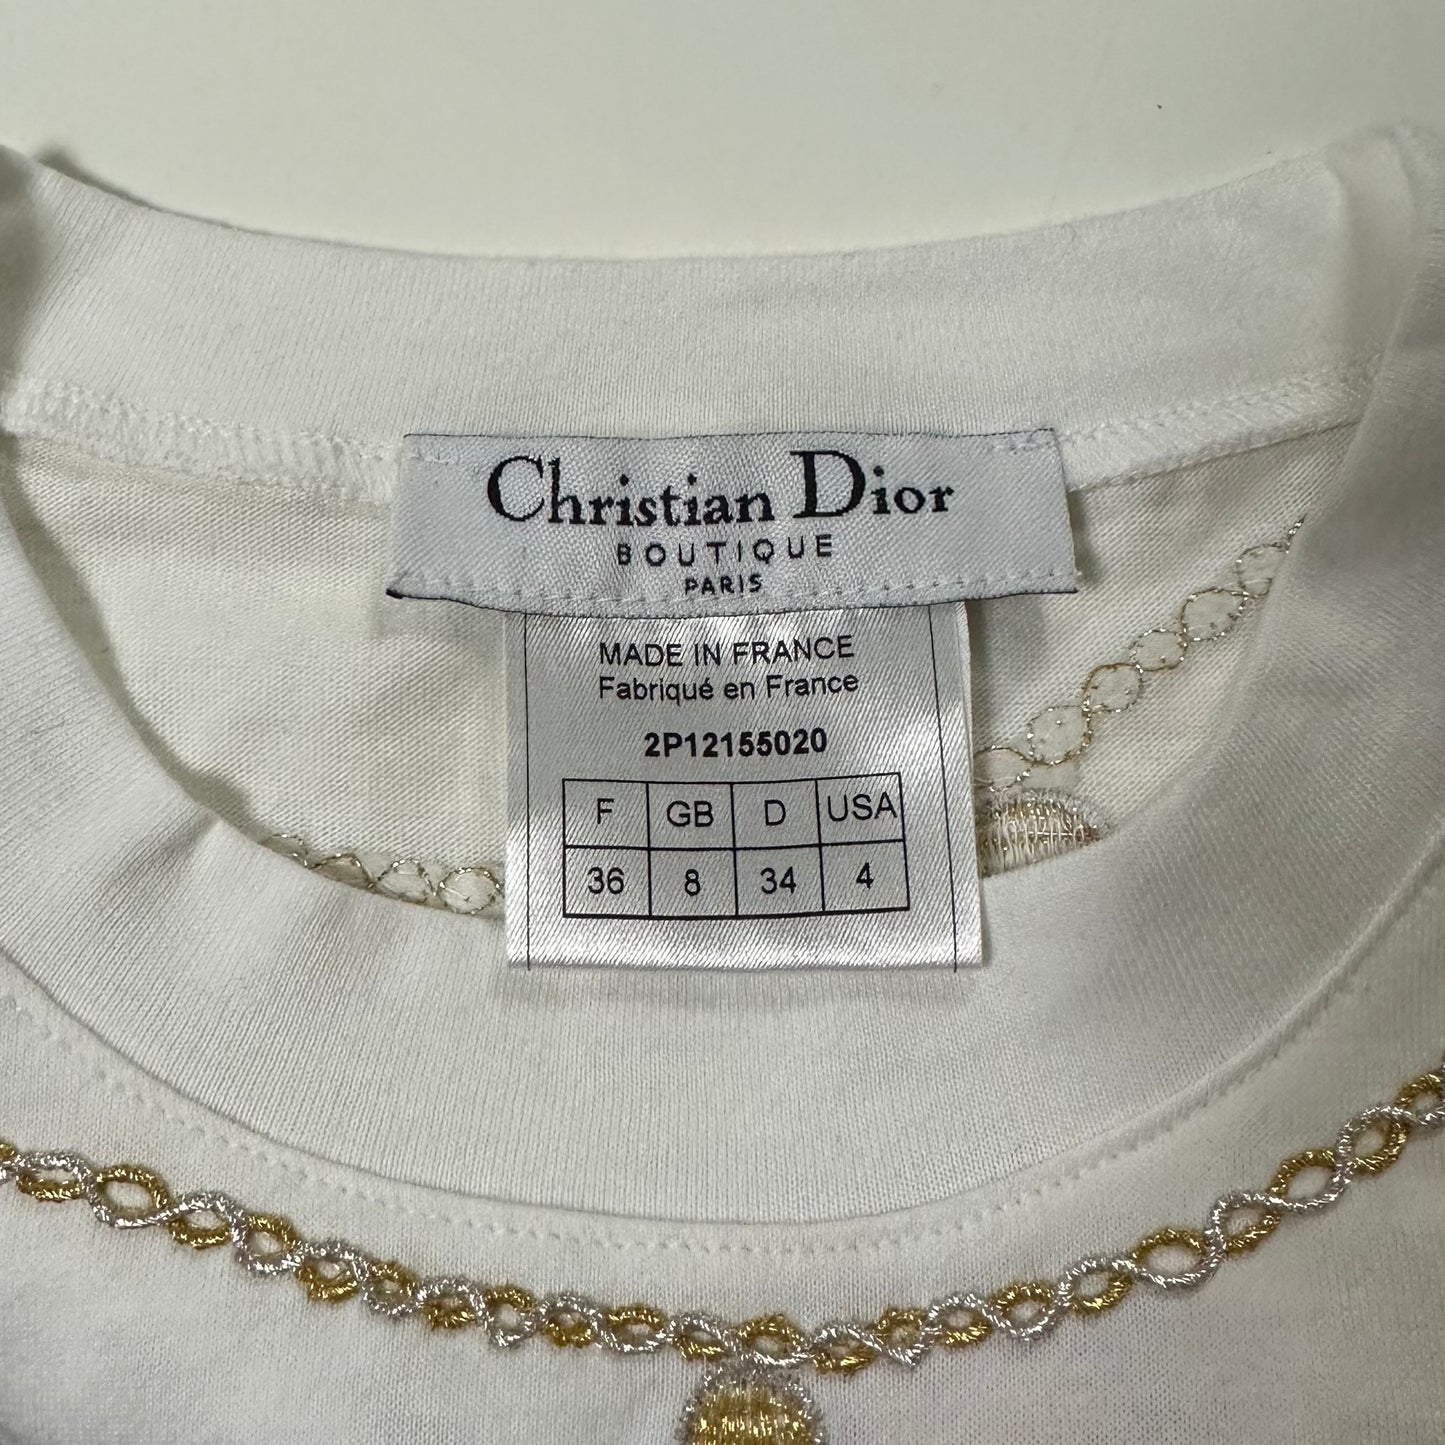 Christian Dior
BOUTIQUE
PARIS
MADE IN FRANCE
Fabriqué en France
2P12155020
F GB D USA
36 8 34 4